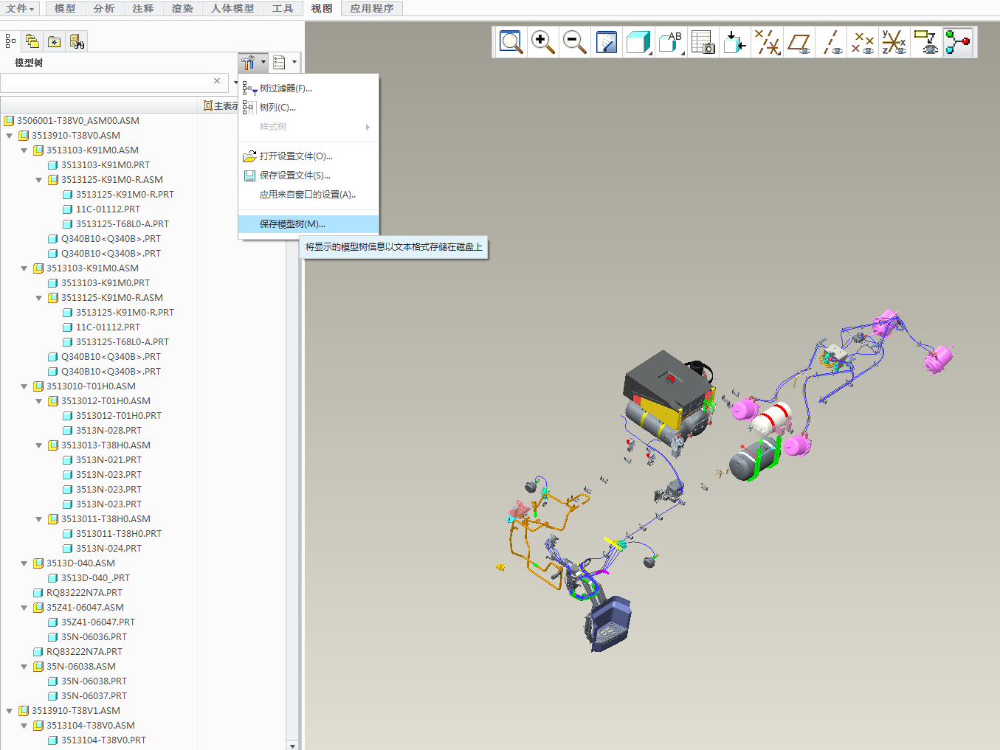 文件 模型 分析 注释 渲染 人体模型 工具 视图 应用程序
模型树
主表示
树过滤器(F)...
树列(C)...
样式树
打开设置文件(O)...
保存设置文件(S)...
应用来自窗口的设置(A)..
保存模型树(M)...
将显示的模型树信息以文本格式存储在磁盘上
AB
y
x
z
3506001-T38V0_ASM00.ASM
3513910-T38V0.ASM
3513103-K91M0.ASM
3513103-K91M0.PRT
3513125-K91M0-R.ASM
3513125-K91M0-R.PRT
11C-01112.PRT
3513125-T68L0-A.PRT
Q340B10<Q340B>.PRT
Q340B10<Q340B>.PRT
3513103-K91M0.ASM
3513103-K91M0.PRT
3513125-K91M0-R.ASM
3513125-K91M0-R.PRT
11C-01112.PRT
3513125-T68L0-A.PRT
Q340B10<Q340B>.PRT
Q340B10<Q340B>.PRT
3513010-T01H0.ASM
3513012-T01H0.ASM
3513012-T01H0.PRT
3513N-028.PRT
3513013-T38H0.ASM
3513N-021.PRT
3513N-023.PRT
3513N-023.PRT
3513N-023.PRT
3513011-T38H0.ASM
3513011-T38H0.PRT
3513N-024.PRT
3513D-040.ASM
3513D-040_.PRT
RQ83222N7A.PRT
35Z41-06047.ASM
35Z41-06047.PRT
35N-06036.PRT
RQ83222N7A.PRT
35N-06038.ASM
35N-06038.PRT
35N-06037.PRT
3513910-T38V1.ASM
3513104-T38V0.ASM
3513104-T38V0.PRT